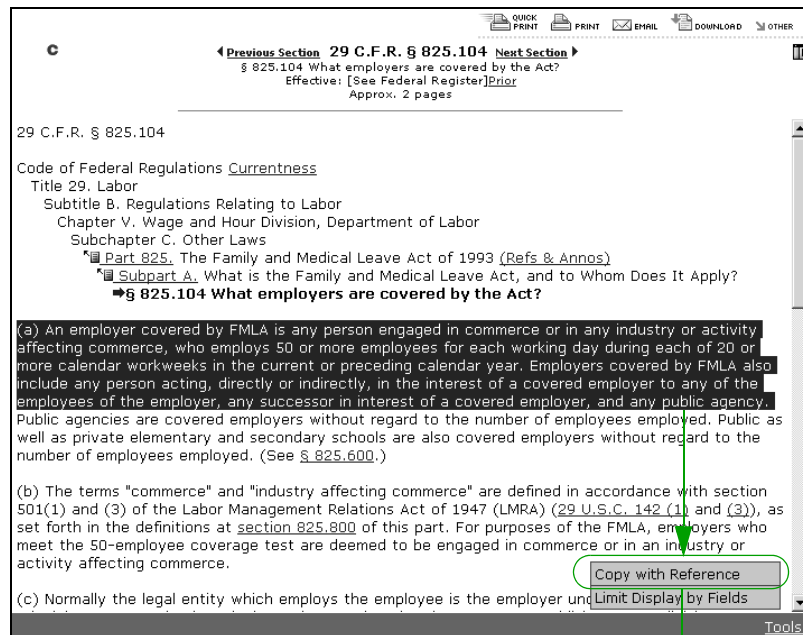 QUICK PRINT PRINT EMAIL DOWNLOAD OTHER
C
Previous Section 29 C.F.R. § 825.104 Next Section
§ 825.104 What employers are covered by the Act?
Effective: [See Federal Register]Prior
Approx. 2 pages
29 C.F.R. § 825.104
Code of Federal Regulations Currentness
Title 29. Labor
Subtitle B. Regulations Relating to Labor
Chapter V. Wage and Hour Division, Department of Labor
Subchapter C. Other Laws
Part 825. The Family and Medical Leave Act of 1993 (Refs & Annos)
Subpart A. What is the Family and Medical Leave Act, and to Whom Does It Apply?
§ 825.104 What employers are covered by the Act?
(a) An employer covered by FMLA is any person engaged in commerce or in any industry or activity
affecting commerce, who employs 50 or more employees for each working day during each of 20 or
more calendar workweeks in the current or preceding calendar year. Employers covered by FMLA also
include any person acting, directly or indirectly, in the interest of a covered employer to any of the
employees of the employer, any successor in interest of a covered employer, and any public agency.
Public agencies are covered employers without regard to the number of employees employed. Public as
well as private elementary and secondary schools are also covered employers without regard to the
number of employees employed. (See § 825.600.)
(b) The terms "commerce" and "industry affecting commerce" are defined in accordance with section
501(1) and (3) of the Labor Management Relations Act of 1947 (LMRA) (29 U.S.C. 142 (1) and (3)), as
set forth in the definitions at section 825.800 of this part. For purposes of the FMLA, employers who
meet the 50-employee coverage test are deemed to be engaged in commerce or in an industry or
activity affecting commerce.
Copy with Reference
(c) Normally the legal entity which employs the employee is the employer un
Limit Display by Fields
Tools